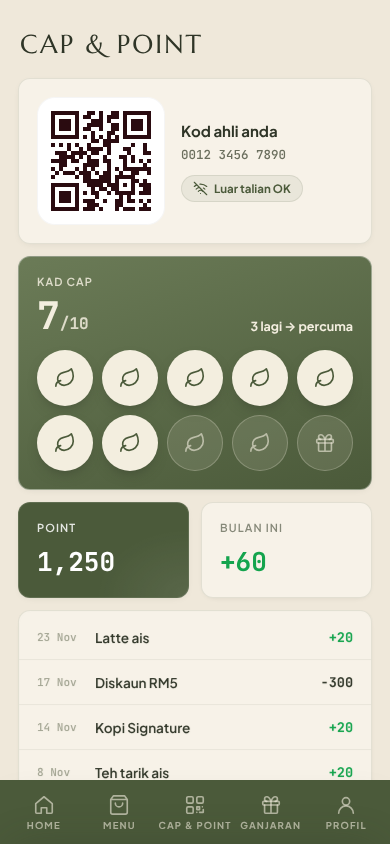 CAP & POINT
Kod ahli anda
0012 3456 7890
Luar talian OK
KAD CAP
7/10
3 lagi → percuma
POINT
1,250
BULAN INI
+60
23 Nov Latte ais +20
17 Nov Diskaun RM5 -300
14 Nov Kopi Signature +20
8 Nov Teh tarik ais +20
HOME MENU CAP & POINT GANJARAN PROFIL